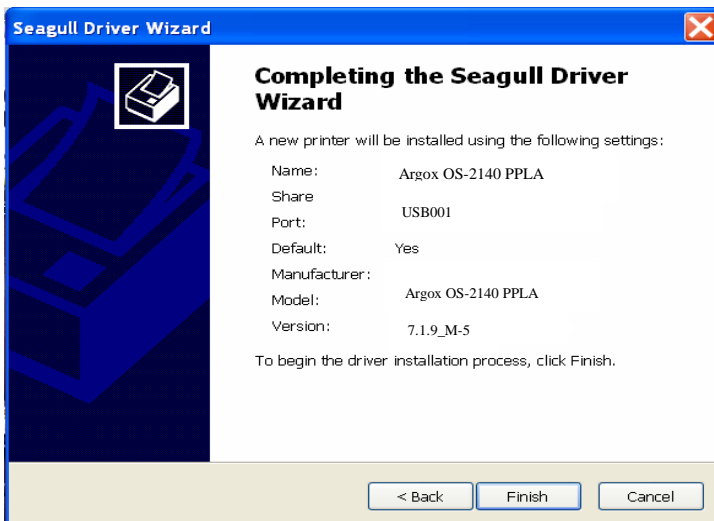 Seagull Driver Wizard
Completing the Seagull Driver
Wizard
A new printer will be installed using the following settings:
Name: Argox OS-2140 PPLA
Share
Port: USB001
Default: Yes
Manufacturer:
Model: Argox OS-2140 PPLA
Version: 7.1.9_M-5
To begin the driver installation process, click Finish.
< Back Finish Cancel